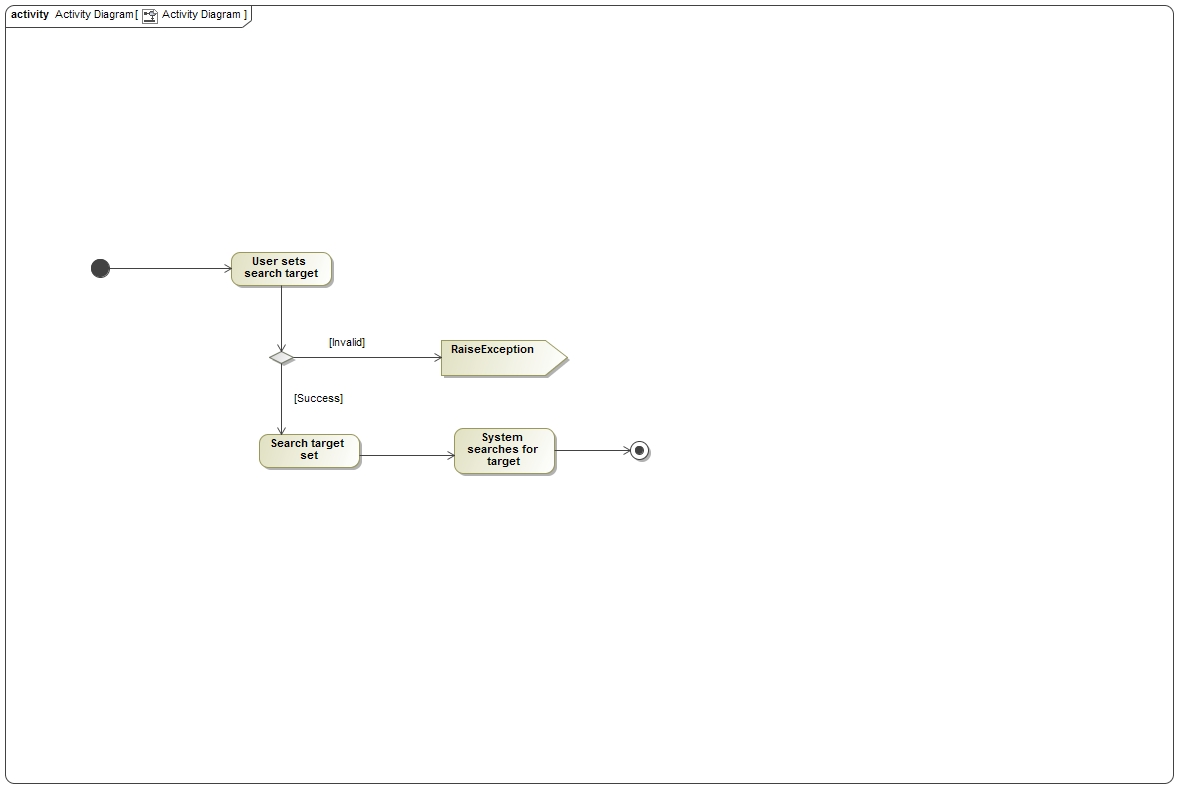 activity Activity Diagram[ Activity Diagram ]
User sets
search target
[Invalid]
RaiseException
[Success]
Search target
set
System
searches for
target